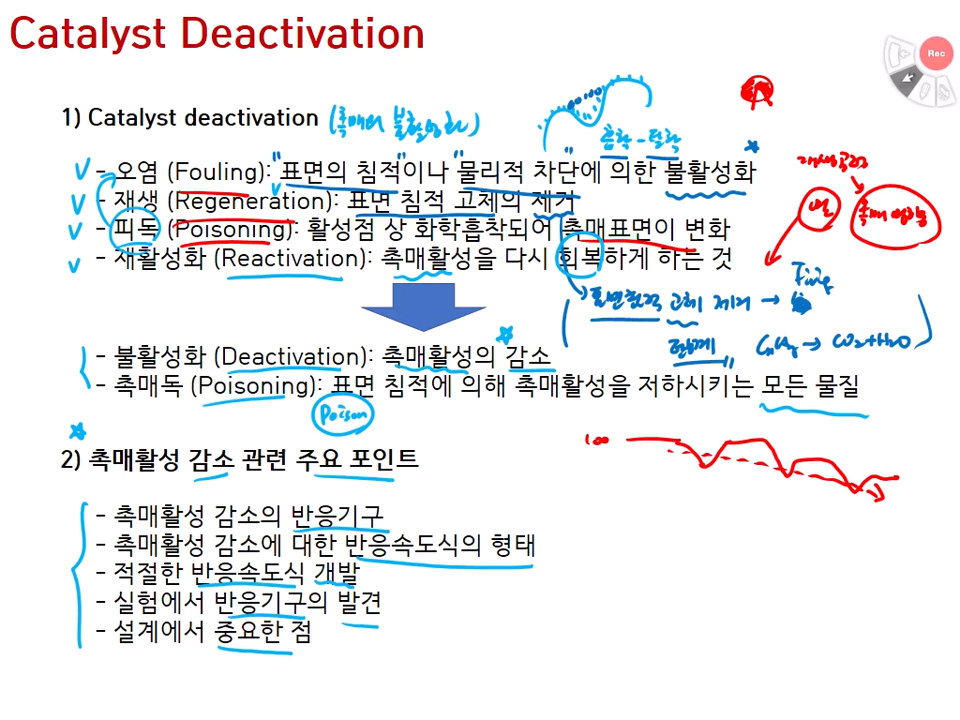 Catalyst Deactivation
Rec
1) Catalyst deactivation (촉매의 불활성화)
흡착 - 탈착
- 오염 (Fouling): "표면의 침적"이나 "물리적 차단"에 의한 불활성화
- 재생 (Regeneration): 표면 침적 고체의 제거
- 피독 (Poisoning): 활성점 상 화학흡착되어 촉매표면이 변화
- 재활성화 (Reactivation): 촉매활성을 다시 회복하게 하는 것
표면침적 고체 제거 →
→ CO2+H2O
- 불활성화 (Deactivation): 촉매활성의 감소
- 촉매독 (Poisoning): 표면 침적에 의해 촉매활성을 저하시키는 모든 물질
Poison
100
2) 촉매활성 감소 관련 주요 포인트
- 촉매활성 감소의 반응기구
- 촉매활성 감소에 대한 반응속도식의 형태
- 적절한 반응속도식 개발
- 실험에서 반응기구의 발견
- 설계에서 중요한 점